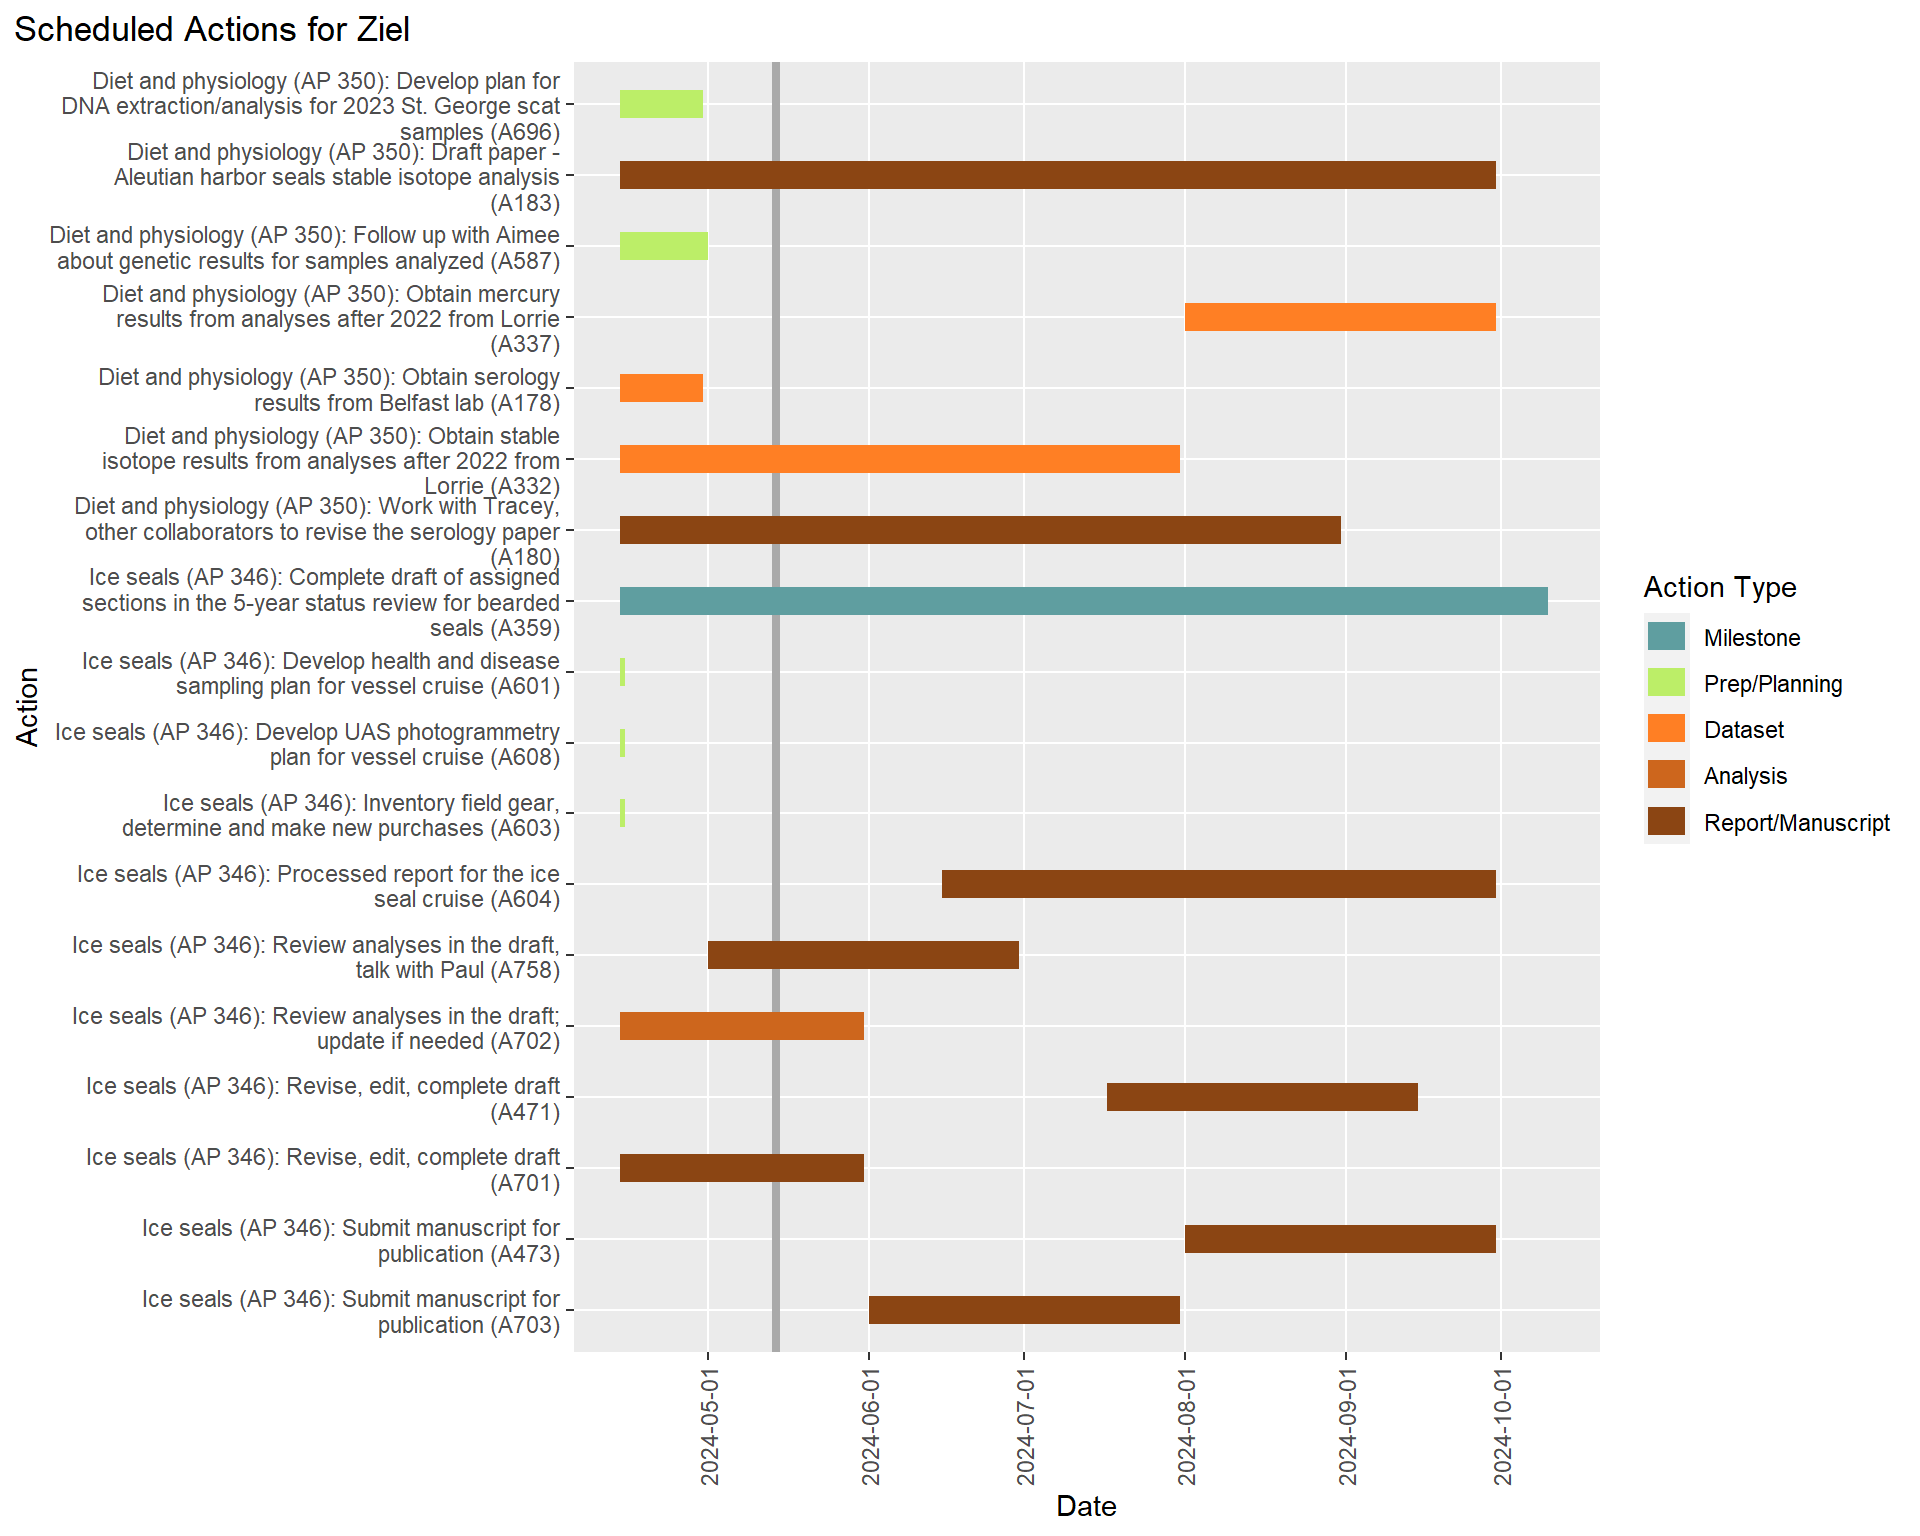 Scheduled Actions for Ziel
Diet and physiology (AP 350): Develop plan for
DNA extraction/analysis for 2023 St. George scat
samples (A696)
Diet and physiology (AP 350): Draft paper -
Aleutian harbor seals stable isotope analysis
(A183)
Diet and physiology (AP 350): Follow up with Aimee
about genetic results for samples analyzed (A587)
Diet and physiology (AP 350): Obtain mercury
results from analyses after 2022 from Lorrie
(A337)
Diet and physiology (AP 350): Obtain serology
results from Belfast lab (A178)
Diet and physiology (AP 350): Obtain stable
isotope results from analyses after 2022 from
Lorrie (A332)
Diet and physiology (AP 350): Work with Tracey,
other collaborators to revise the serology paper
(A180)
Ice seals (AP 346): Complete draft of assigned
sections in the 5-year status review for bearded
seals (A359)
Ice seals (AP 346): Develop health and disease
sampling plan for vessel cruise (A601)
Ice seals (AP 346): Develop UAS photogrammetry
plan for vessel cruise (A608)
Ice seals (AP 346): Inventory field gear,
determine and make new purchases (A603)
Ice seals (AP 346): Processed report for the ice
seal cruise (A604)
Ice seals (AP 346): Review analyses in the draft,
talk with Paul (A758)
Ice seals (AP 346): Review analyses in the draft;
update if needed (A702)
Ice seals (AP 346): Revise, edit, complete draft
(A471)
Ice seals (AP 346): Revise, edit, complete draft
(A701)
Ice seals (AP 346): Submit manuscript for
publication (A473)
Ice seals (AP 346): Submit manuscript for
publication (A703)
Action
2024-05-01
2024-06-01
2024-07-01
2024-08-01
2024-09-01
2024-10-01
Date
Action Type
Milestone
Prep/Planning
Dataset
Analysis
Report/Manuscript